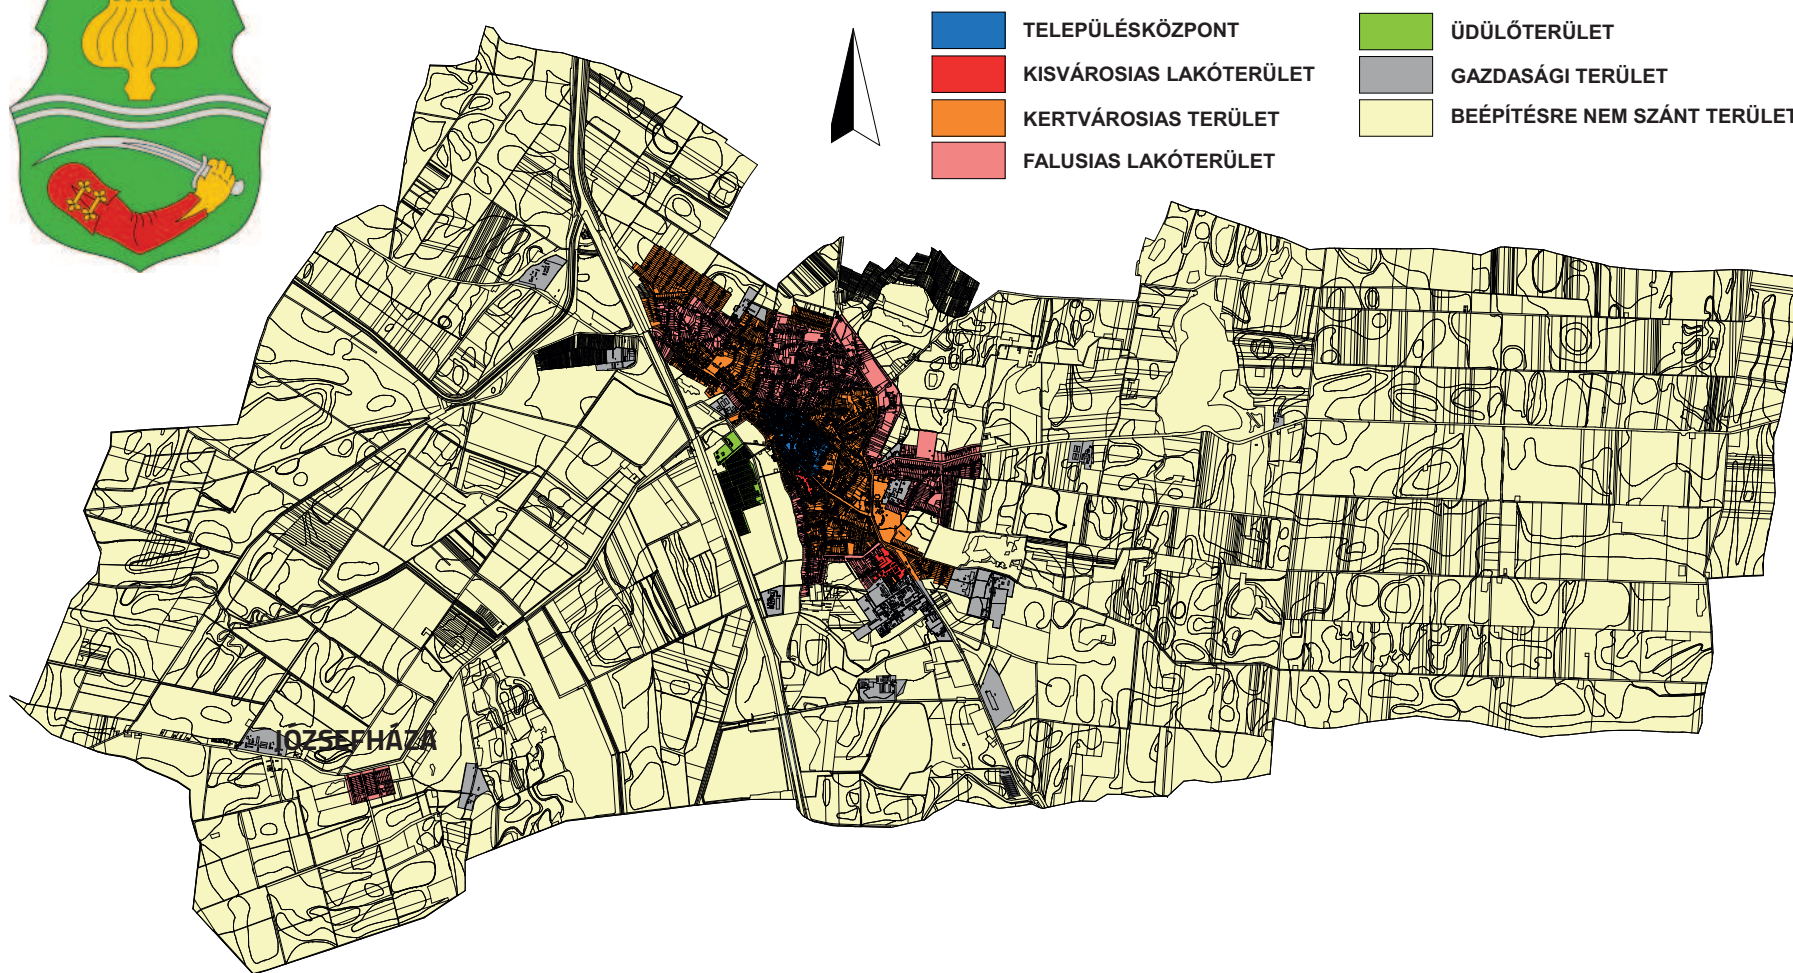 TELEPÜLÉSKÖZPONT
KISVÁROSIAS LAKÓTERÜLET
KERTVÁROSIAS TERÜLET
FALUSIAS LAKÓTERÜLET
ÜDÜLŐTERÜLET
GAZDASÁGI TERÜLET
BEÉPÍTÉSRE NEM SZÁNT TERÜLET
JÓZSEFHÁZA